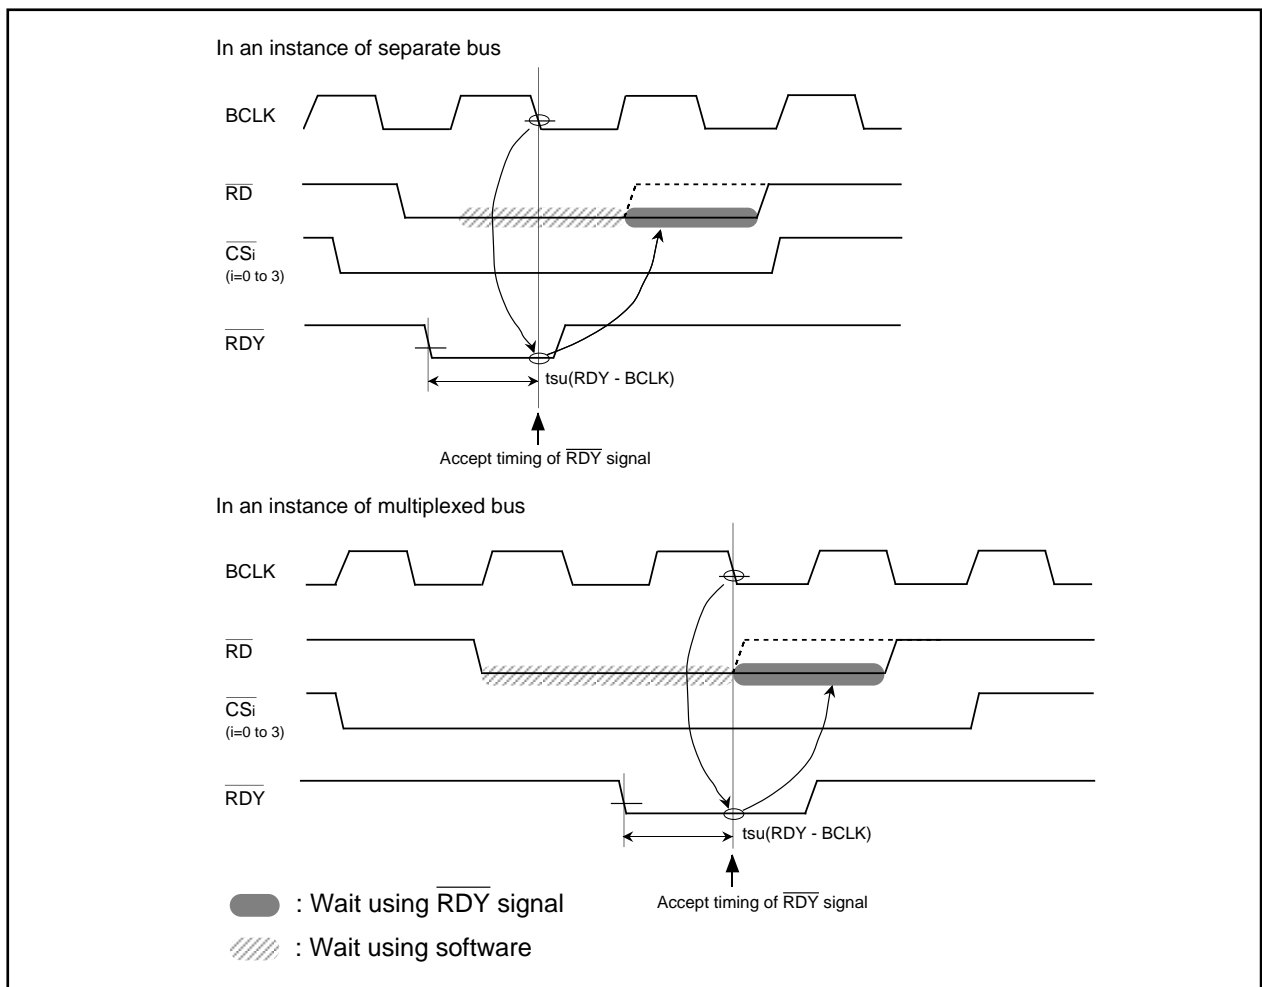 In an instance of separate bus
BCLK
RD
CSi
(i=0 to 3)
RDY
tsu(RDY - BCLK)
Accept timing of RDY signal
In an instance of multiplexed bus
BCLK
RD
CSi
(i=0 to 3)
RDY
tsu(RDY - BCLK)
Accept timing of RDY signal
: Wait using RDY signal
: Wait using software